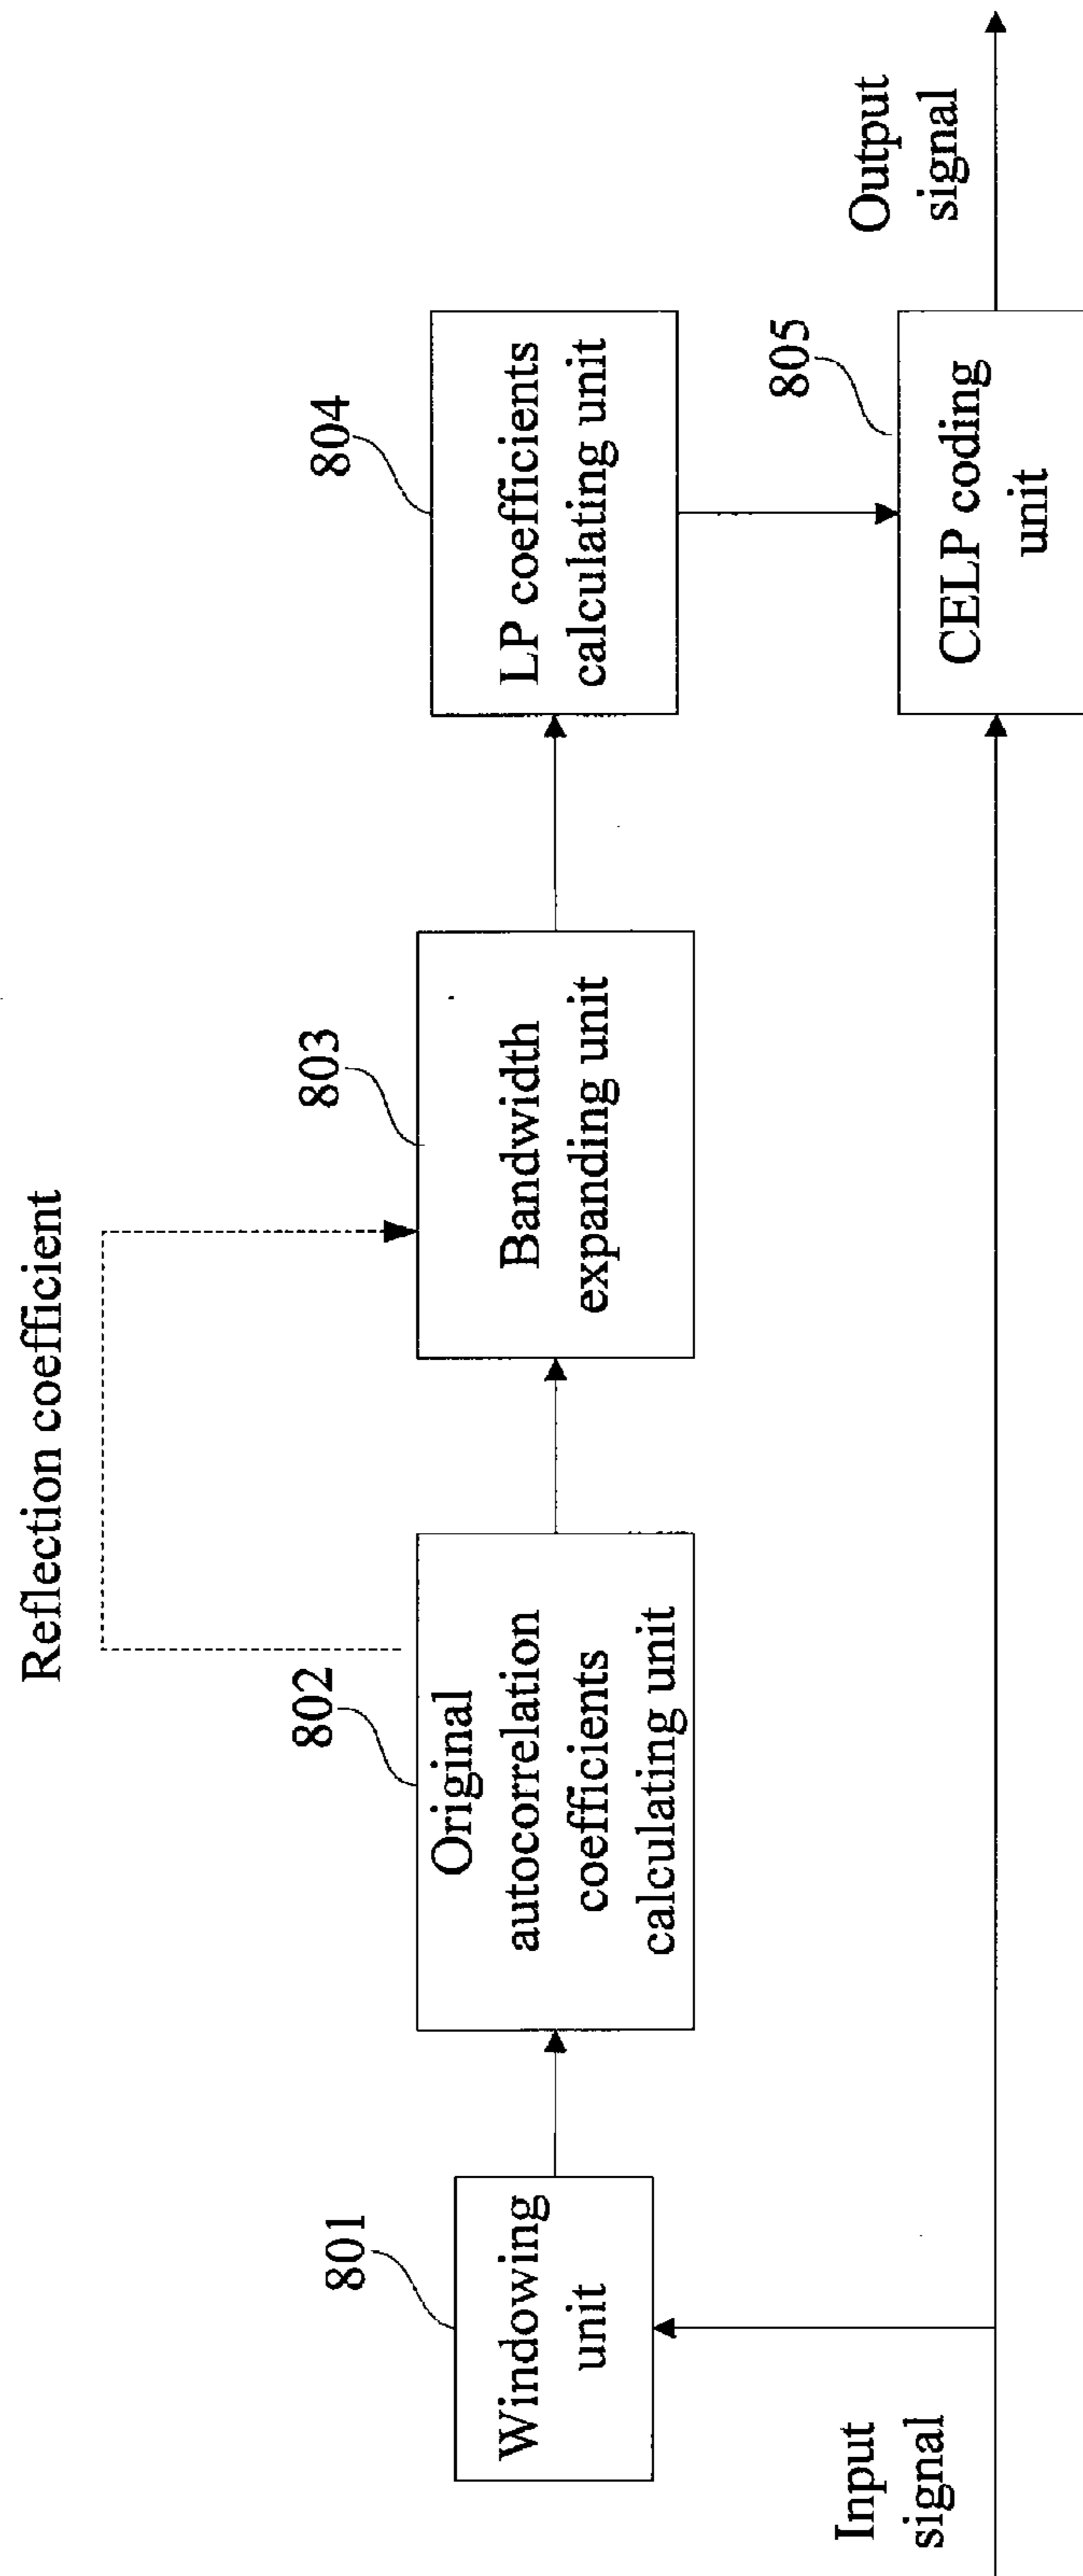 Reflection coefficient
801
802
803
804
Windowing
unit
Original
autocorrelation
coefficients
calculating unit
Bandwidth
expanding unit
LP coefficients
calculating unit
805
Input
signal
CELP coding
unit
Output
signal